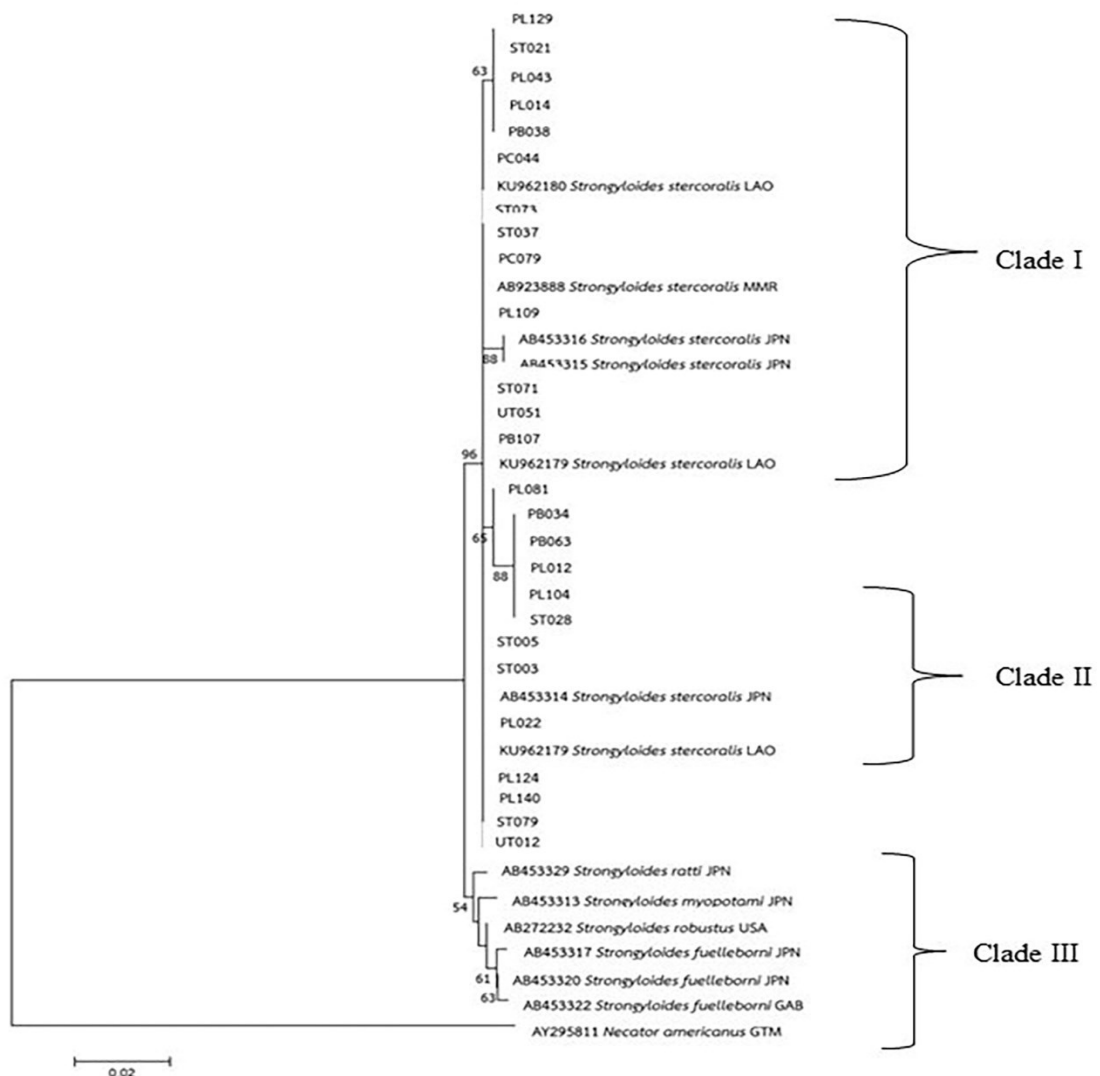 PL129
ST021
63
PL043
PL014
PB038
PC044
KU962180 Strongyloides stercoralis LAO
ST073
ST037
PC079
Clade I
AB923888 Strongyloides stercoralis MMR
PL109
AB453316 Strongyloides stercoralis JPN
88
AB453315 Strongyloides stercoralis JPN
ST071
UT051
PB107
96
KU962179 Strongyloides stercoralis LAO
PL081
PB034
65
PB063
PL012
88
PL104
ST028
ST005
ST003
Clade II
AB453314 Strongyloides stercoralis JPN
PL022
KU962179 Strongyloides stercoralis LAO
PL124
PL140
ST079
UT012
AB453329 Strongyloides ratti JPN
54
AB453313 Strongyloides myopotami JPN
AB272232 Strongyloides robustus USA
AB453317 Strongyloides fuelleborni JPN
Clade III
61
AB453320 Strongyloides fuelleborni JPN
63
AB453322 Strongyloides fuelleborni GAB
AY295811 Necator americanus GTM
0.02